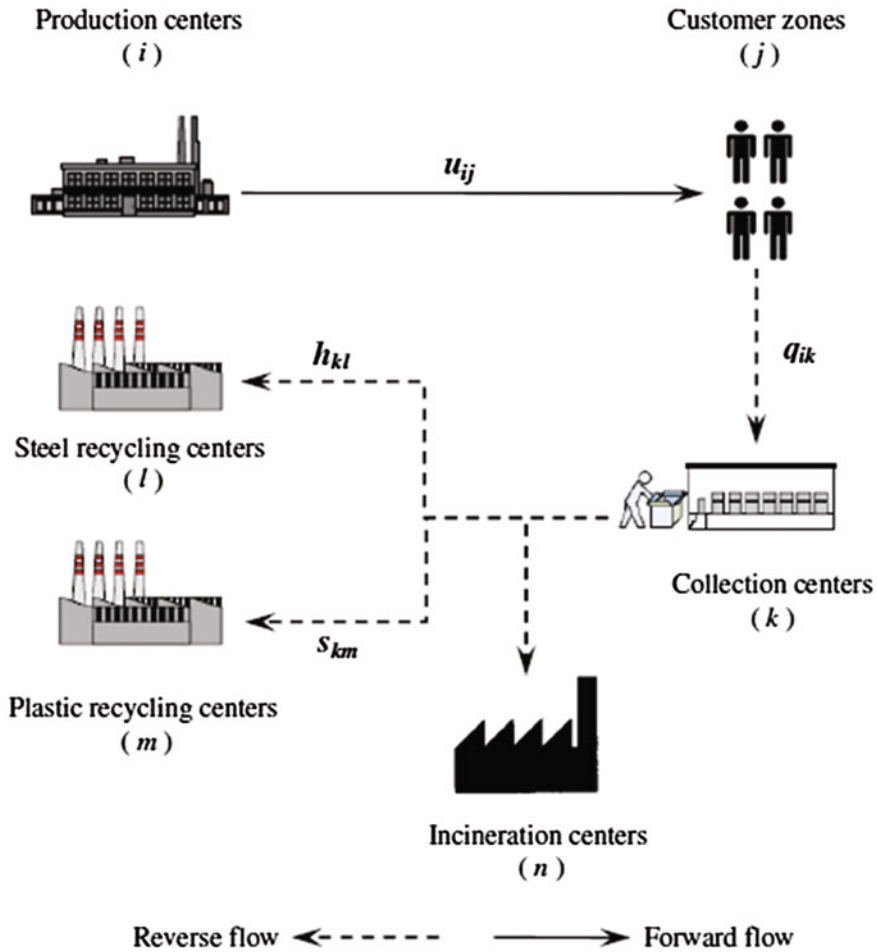 Production centers
( i )
Customer zones
( j )
u_ij
q_ik
h_kl
Steel recycling centers
( l )
Collection centers
( k )
s_km
Plastic recycling centers
( m )
Incineration centers
( n )
Reverse flow
Forward flow